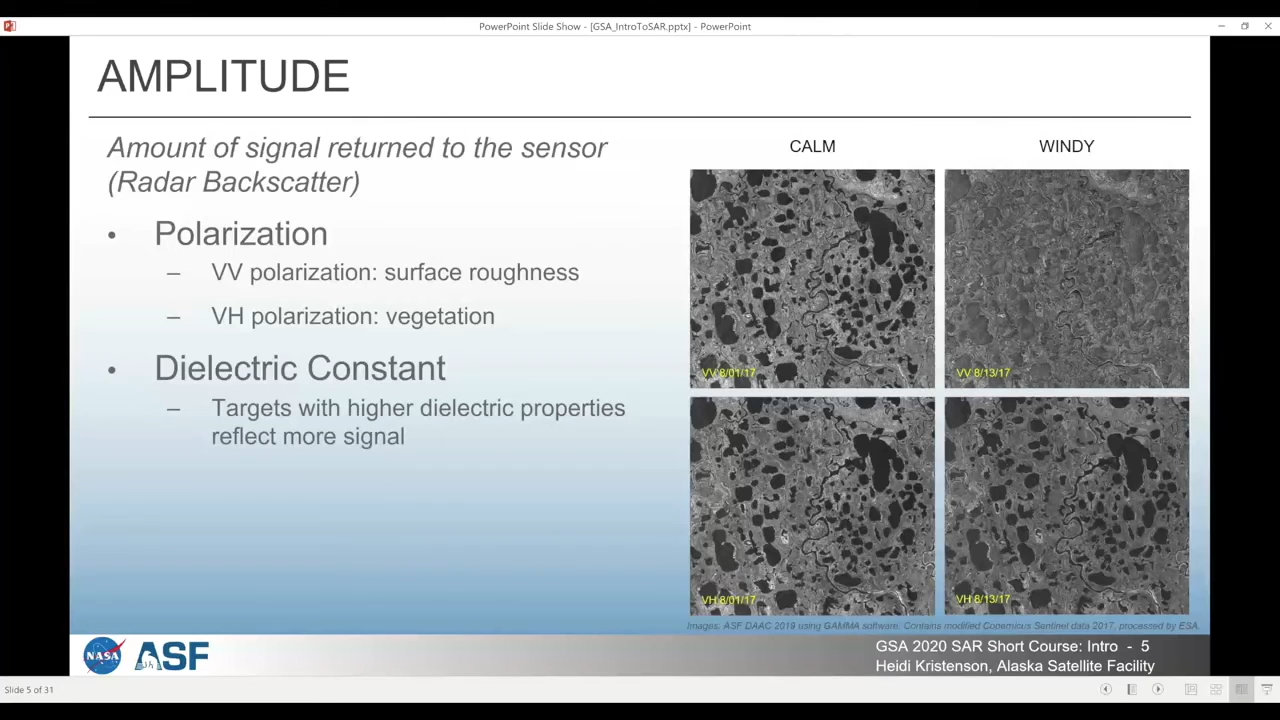 PowerPoint Slide Show - [GSA_IntroToSAR.pptx] - PowerPoint
AMPLITUDE
Amount of signal returned to the sensor
(Radar Backscatter)
• Polarization
– VV polarization: surface roughness
– VH polarization: vegetation
• Dielectric Constant
– Targets with higher dielectric properties
reflect more signal
CALM
WINDY
VV 8/01/17
VV 8/13/17
VH 8/01/17
VH 8/13/17
Images: ASF DAAC 2019 using GAMMA software. Contains modified Copernicus Sentinel data 2017, processed by ESA.
NASA
ASF
GSA 2020 SAR Short Course: Intro - 5
Heidi Kristenson, Alaska Satellite Facility
Slide 5 of 31